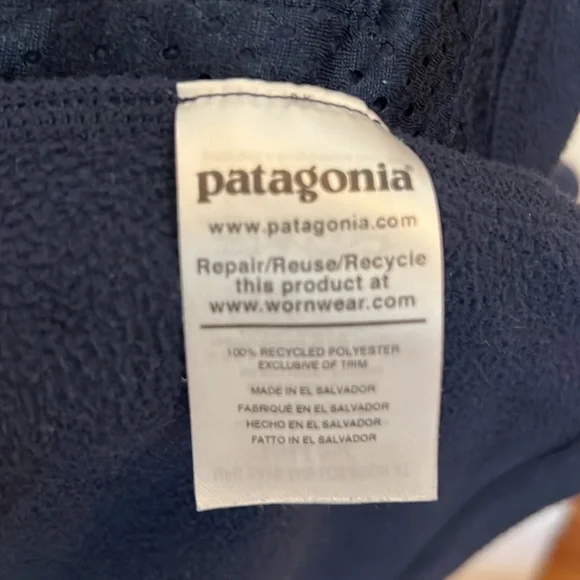 patagonia
www.patagonia.com
Repair/Reuse/Recycle
this product at
www.wornwear.com
100% RECYCLED POLYESTER
EXCLUSIVE OF TRIM
MADE IN EL SALVADOR
FABRIQUÉ EN EL SALVADOR
HECHO EN EL SALVADOR
FATTO IN EL SALVADOR